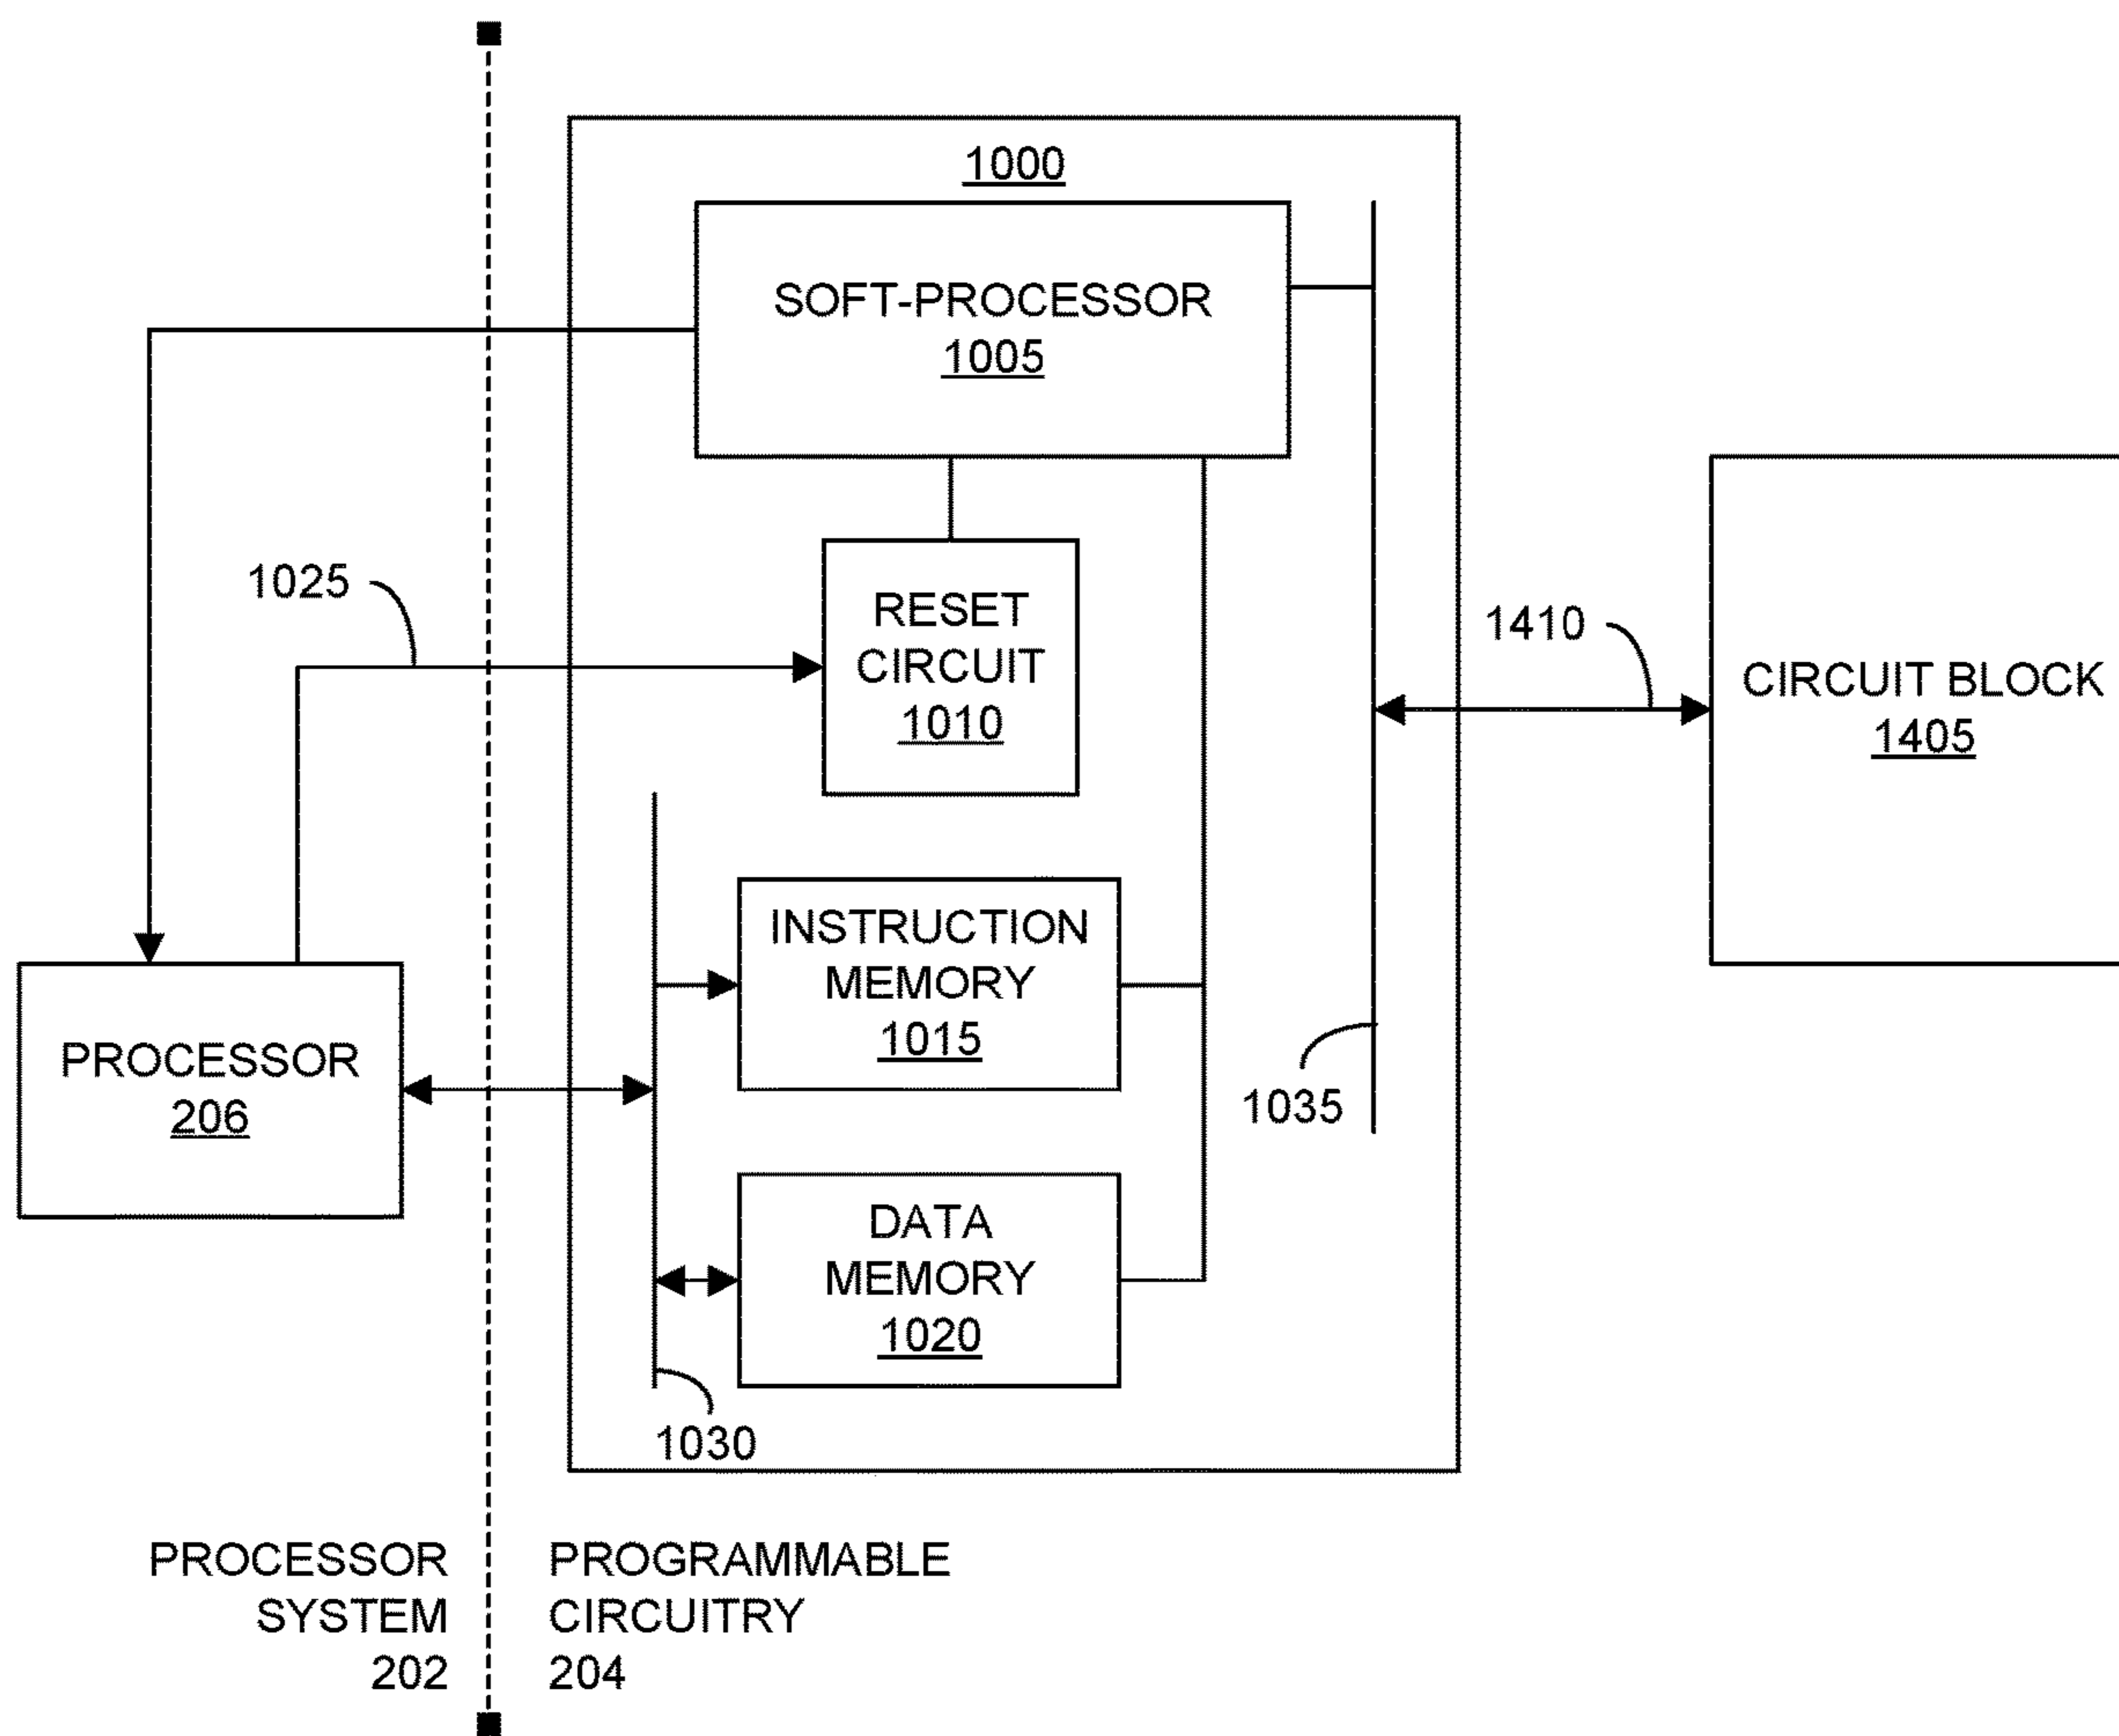 1000
SOFT-PROCESSOR
1005
1025
RESET
CIRCUIT
1010
1410
CIRCUIT BLOCK
1405
INSTRUCTION
MEMORY
1015
PROCESSOR
206
1035
DATA
MEMORY
1020
1030
PROCESSOR
SYSTEM
202
PROGRAMMABLE
CIRCUITRY
204